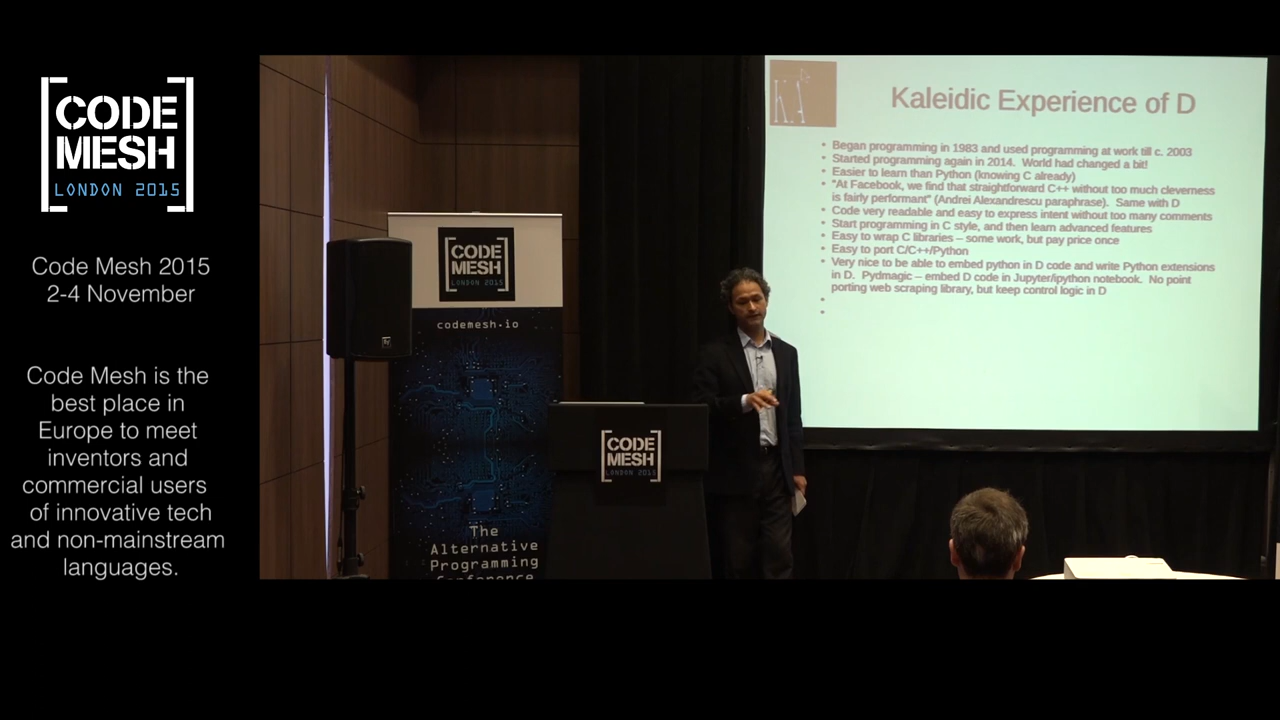 CODE
MESH
LONDON 2015
Code Mesh 2015
2-4 November
Code Mesh is the
best place in
Europe to meet
inventors and
commercial users
of innovative tech
and non-mainstream
languages.
CODE
MESH
LONDON 2015
codemesh.io
The
Alternative
Programming
Conference
CODE
MESH
LONDON 2015
KA
Kaleidic Experience of D
• Began programming in 1983 and used programming at work till c. 2003
• Started programming again in 2014. World had changed a bit!
• Easier to learn than Python (knowing C already)
• "At Facebook, we find that straightforward C++ without too much cleverness
is fairly performant" (Andrei Alexandrescu paraphrase). Same with D
• Code very readable and easy to express intent without too many comments
• Start programming in C style, and then learn advanced features
• Easy to wrap C libraries – some work, but pay price once
• Easy to port C/C++/Python
• Very nice to be able to embed python in D code and write Python extensions
in D. Pydmagic – embed D code in Jupyter/ipython notebook. No point
porting web scraping library, but keep control logic in D